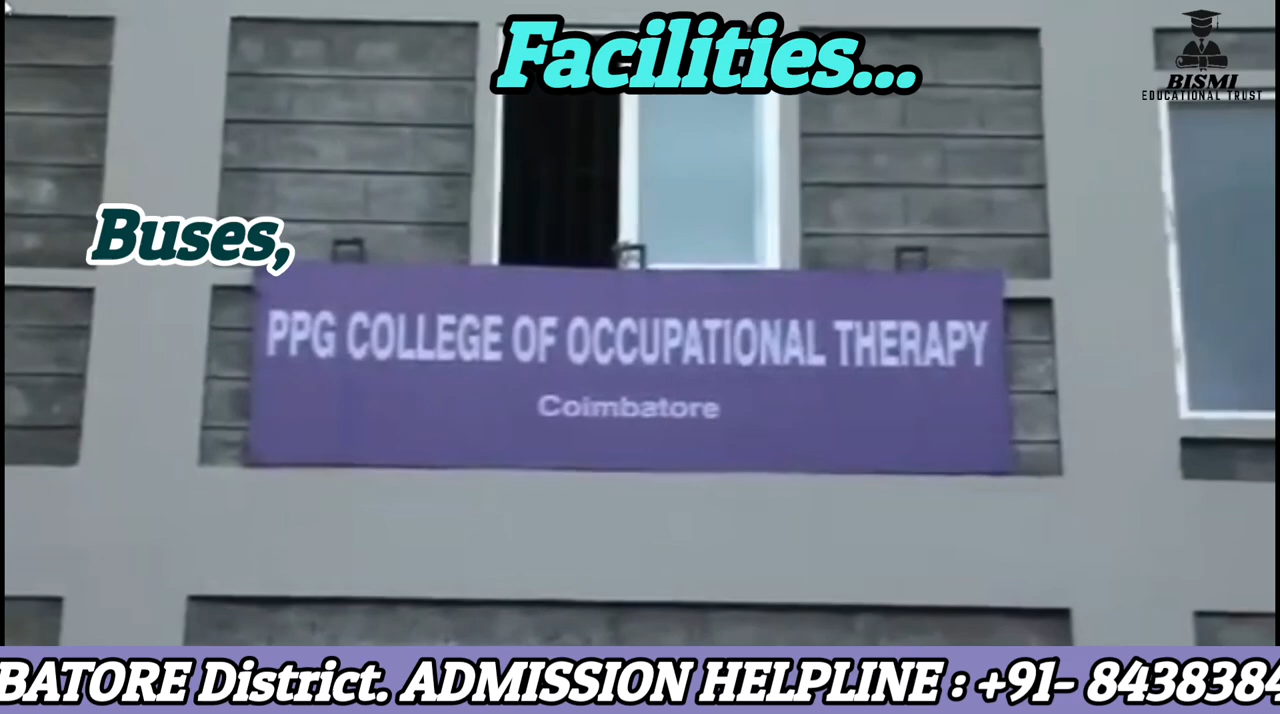 Facilities...
BISMI
EDUCATIONAL TRUST
Buses,
PPG COLLEGE OF OCCUPATIONAL THERAPY
Coimbatore
BATORE District. ADMISSION HELPLINE : +91- 8438384